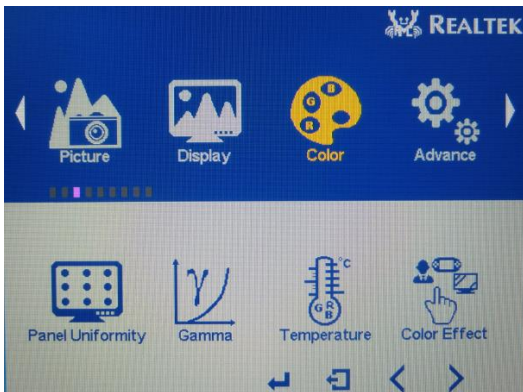 REALTEK
Picture Display Color Advance
B
G
R
Panel Uniformity Gamma Temperature Color Effect
γ
°C
G R
B